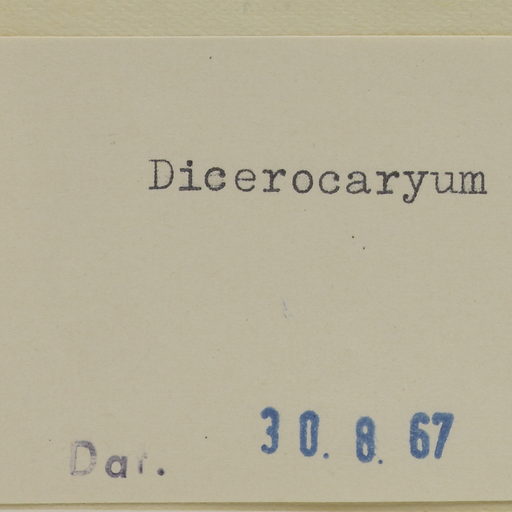 Dicerocaryum
Dat. 30. 8. 67